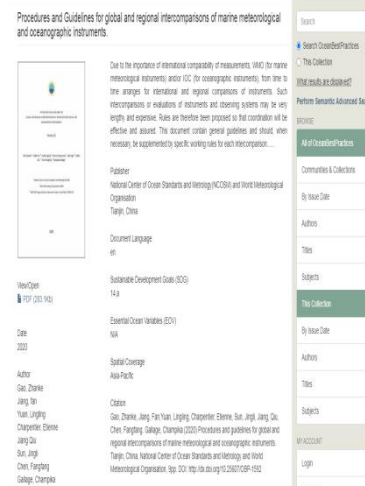 Procedures and Guidelines for global and regional intercomparisons of marine meteorological
and oceanographic instruments.
Due to the importance of international comparability of measurements, WMO (for marine
meteorological instruments) and/or IOC (for oceanographic instruments), from time to
time arranges for international and regional comparisons of instruments. Such
intercomparisons or evaluations of instruments and observing systems may be very
lengthy and expensive. Rules are therefore been proposed so that coordination will be
effective and assured. This document contain general guidelines and should, when
necessary, be supplemented by specific working rules for each intercomparison.....
Publisher
National Center of Ocean Standards and Metrology(NCOSM) and World Meteorological
Organisation
Tianjin, China
Document Language
en
Sustainable Development Goals (SDG)
14.a
Essential Ocean Variables (EOV)
N/A
Spatial Coverage
Asia-Pacific
Citation
Gao, Zhanke, Jiang, Fan,Yuan, Lingling, Charpentier, Etienne, Sun, Jingli, Jiang, Qiu,
Chen, Fangfang, Gallage, Champika (2020) Procedures and guidelines for global and
regional intercomparisons of marine meteorological and oceanographic instruments.
Tianjin, China, National Center of Ocean Standards and Metrology and World
Meteorological Organisation, 9pp. DOI: http://dx.doi.org/10.25607/OBP-1592
View/Open
PDF (203.1Kb)
Date
2020
Author
Gao, Zhanke
Jiang, fan
Yuan, Lingling
Charpentier, Etienne
Jiang Qiu
Sun, Jingli
Chen, Fangfang
Gallage, Champika
Search
Search OceanBestPractices
This Collection
What results are displayed?
Perform Semantic Advanced Sea
BROWSE
All of OceanBestPractices
Communities & Collections
By Issue Date
Authors
Titles
Subjects
This Collection
By Issue Date
Authors
Titles
Subjects
MY ACCOUNT
Login